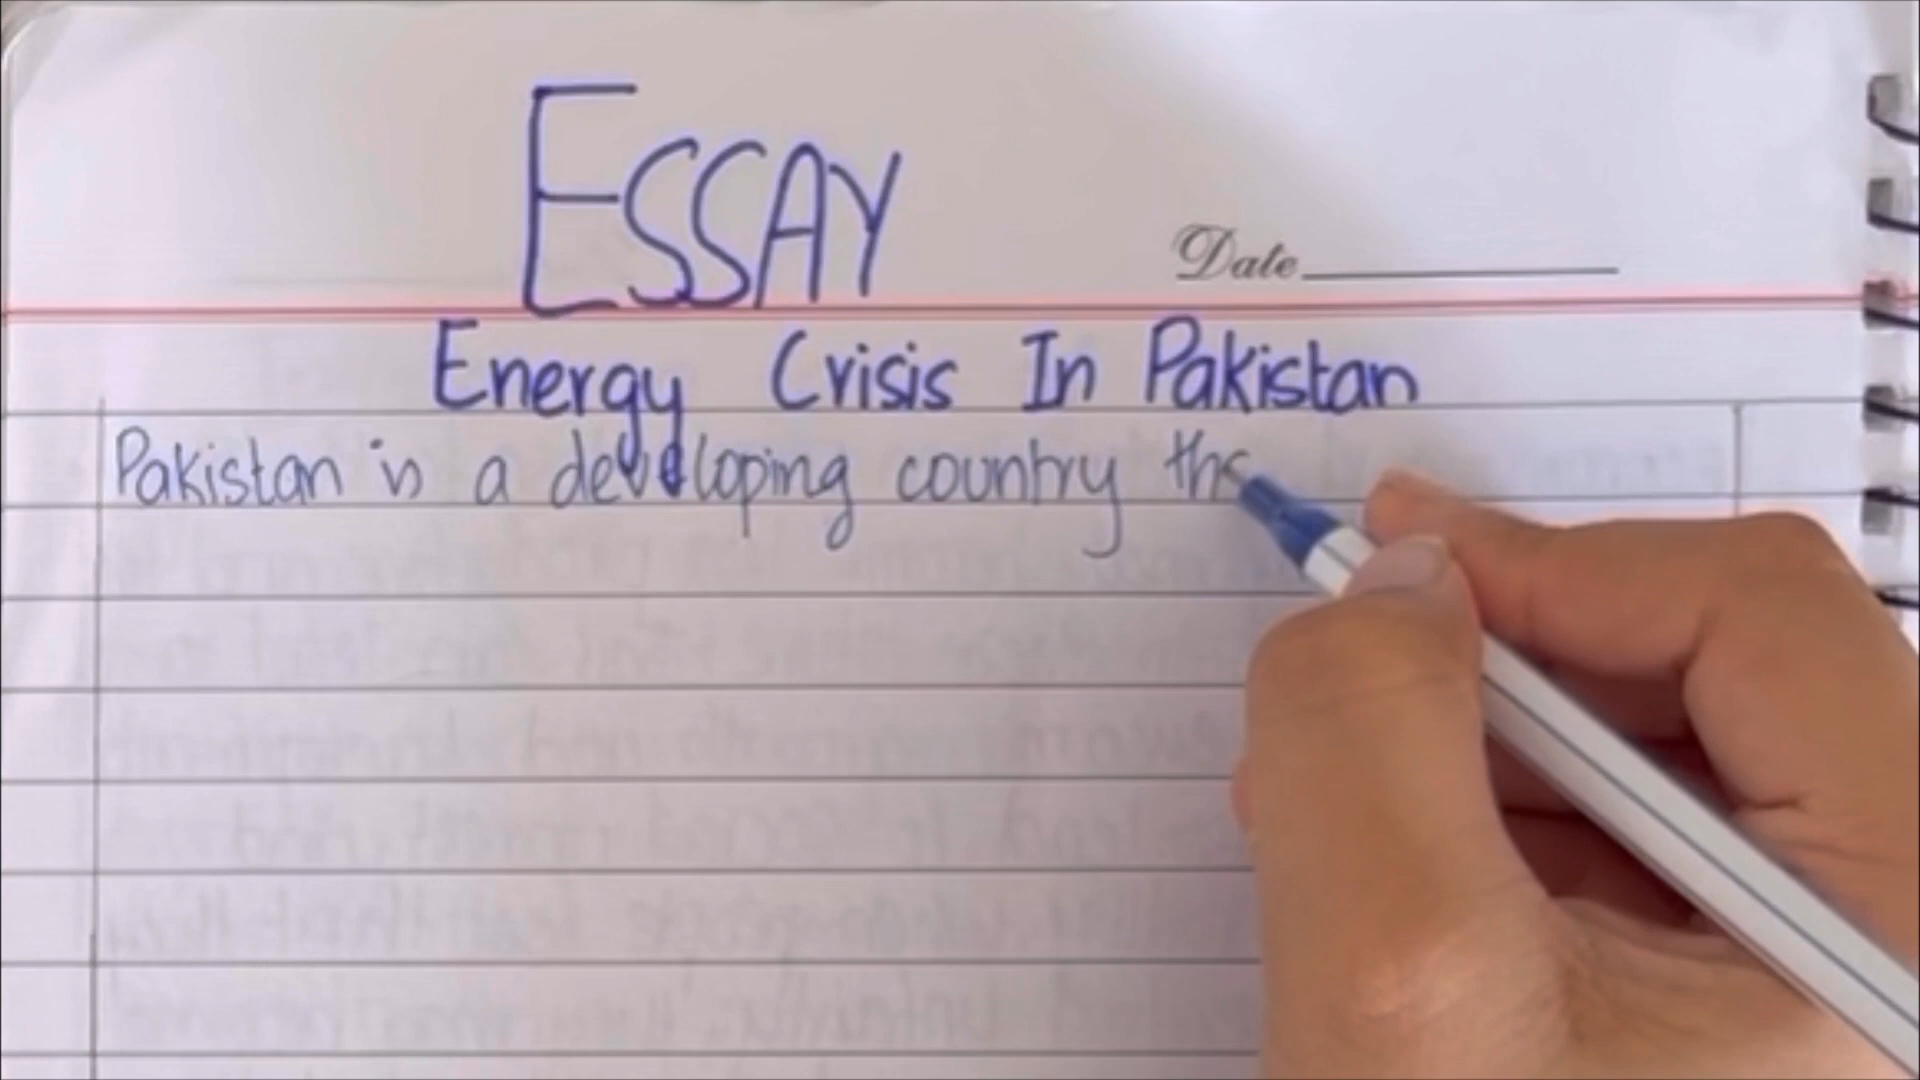 ESSAY
Date
Energy Crisis In Pakistan
Pakistan is a developing country